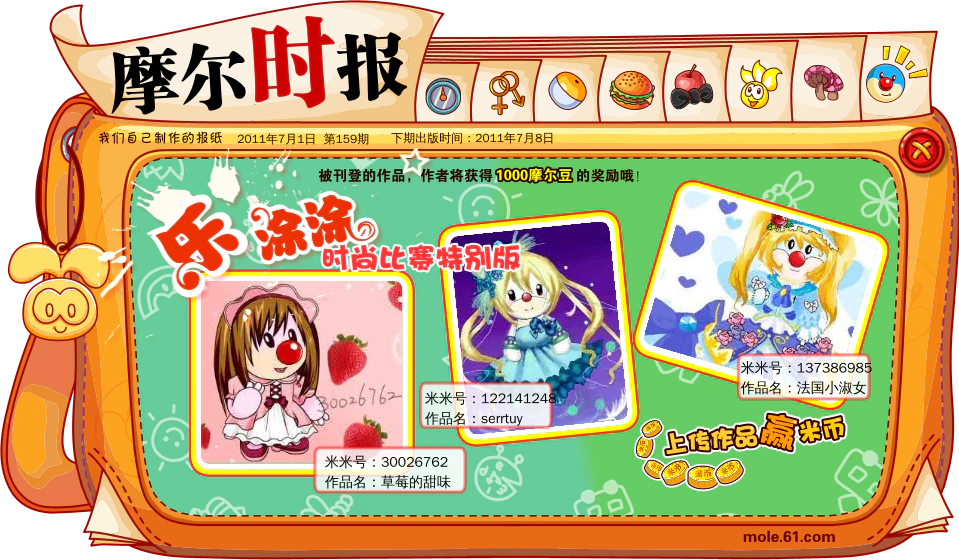 摩尔时报
我们自己制作的报纸 2011年7月1日 第159期 下期出版时间：2011年7月8日
被刊登的作品，作者将获得1000摩尔豆的奖励哦！
乐涂涂
时尚比赛特别版
30026762
米米号：30026762
作品名：草莓的甜味
米米号：122141248
作品名：serrtuy
米米号：137386985
作品名：法国小淑女
上传作品赢米币
米币
米币
米币
mole.61.com